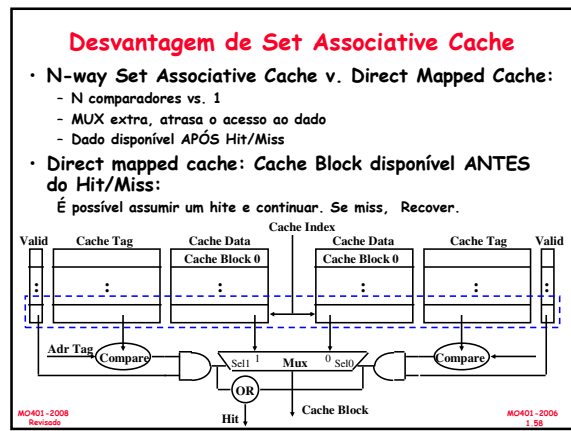 Desvantagem de Set Associative Cache
• N-way Set Associative Cache v. Direct Mapped Cache:
– N comparadores vs. 1
– MUX extra, atrasa o acesso ao dado
– Dado disponível APÓS Hit/Miss
• Direct mapped cache: Cache Block disponível ANTES
do Hit/Miss:
É possível assumir um hite e continuar. Se miss, Recover.
Cache Index
Valid Cache Tag Cache Data Cache Data Cache Tag Valid
Cache Block 0 Cache Block 0
: : : : : :
Adr Tag
Compare Sel1 1 Mux 0 Sel0 Compare
OR
Cache Block
Hit
MO401-2008
Revisado
MO401-2006
1.58